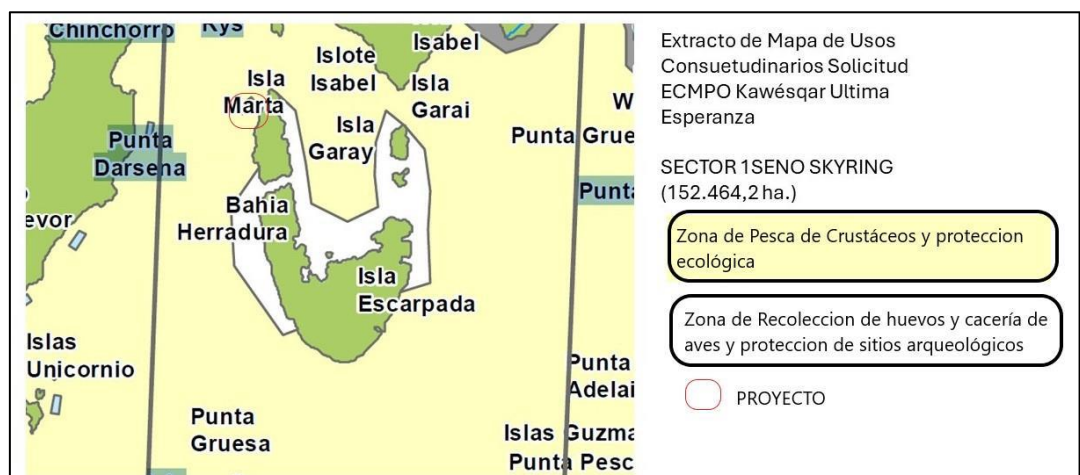 Chinchorro
Rys
Islote
Isabel
Isabel
Isla
Garai
Isla
Marta
Isla
Garay
W
Punta Grue
Punta
Darsena
Punta
evor
Bahia
Herradura
Isla
Escarpada
Islas
Unicornio
Punta
Adelai
Punta
Gruesa
Islas Guzma
Punta Pesc
Extracto de Mapa de Usos
Consuetudinarios Solicitud
ECMPO Kawésqar Ultima
Esperanza
SECTOR 1SENO SKYRING
(152.464,2 ha.)
Zona de Pesca de Crustáceos y proteccion
ecológica
Zona de Recoleccion de huevos y cacería de
aves y proteccion de sitios arqueológicos
PROYECTO